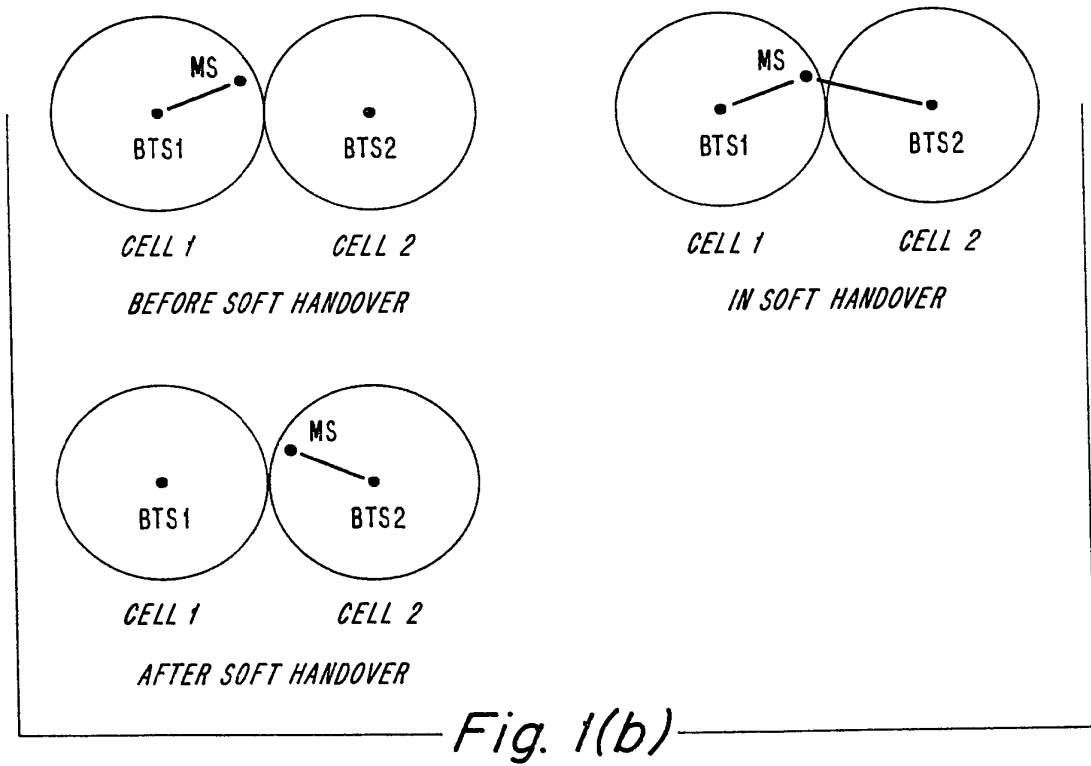 MS
BTS1
BTS2
CELL 1
CELL 2
BEFORE SOFT HANDOVER
MS
BTS1
BTS2
CELL 1
CELL 2
IN SOFT HANDOVER
MS
BTS1
BTS2
CELL 1
CELL 2
AFTER SOFT HANDOVER
Fig. 1(b)